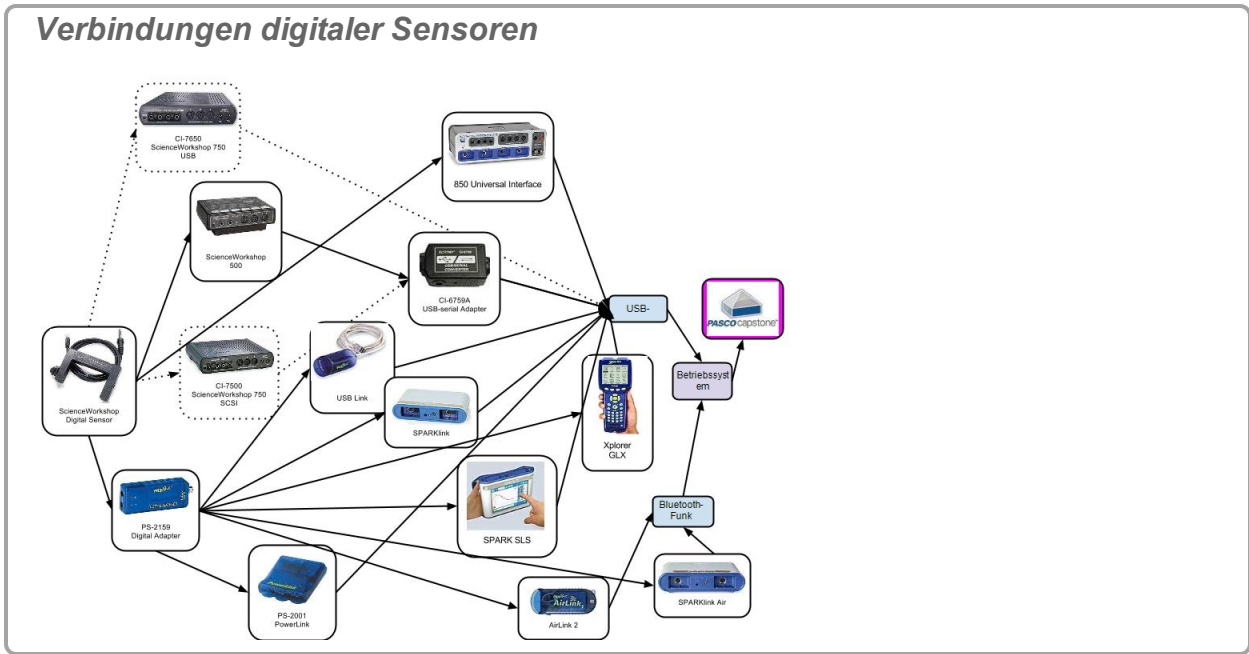 Verbindungen digitaler Sensoren
CI-7650
ScienceWorkshop 750
USB
850 Universal Interface
ScienceWorkshop
500
CI-6759A
USB-serial Adapter
USB-
PASCO capstone
Betriebssyst
em
ScienceWorkshop
Digital Sensor
CI-7500
ScienceWorkshop 750
SCSI
USB Link
SPARKlink
Xplorer
GLX
PS-2159
Digital Adapter
SPARK SLS
Bluetooth-
Funk
PS-2001
PowerLink
AirLink
AirLink 2
SPARKlink Air